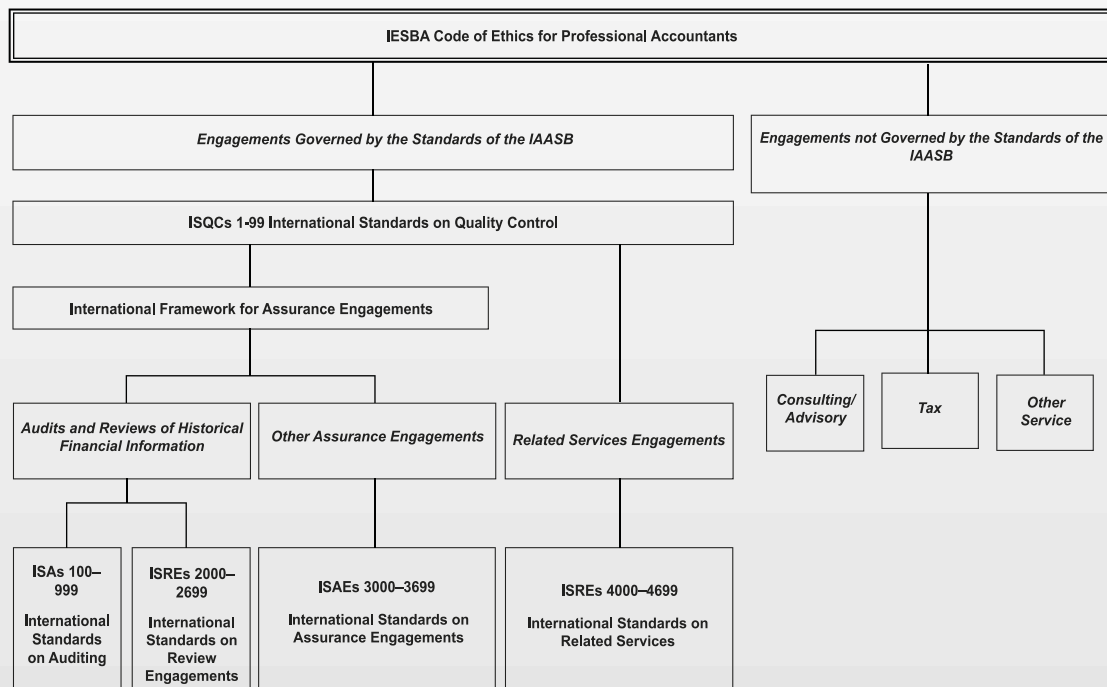 IESBA Code of Ethics for Professional Accountants
Engagements Governed by the Standards of the IAASB
Engagements not Governed by the Standards of the
IAASB
ISQCs 1-99 International Standards on Quality Control
International Framework for Assurance Engagements
Audits and Reviews of Historical
Financial Information
Other Assurance Engagements
Related Services Engagements
Consulting/
Advisory
Tax
Other
Service
ISAs 100–
999
International
Standards
on Auditing
ISREs 2000–
2699
International
Standards on
Review
Engagements
ISAEs 3000–3699
International Standards on
Assurance Engagements
ISREs 4000–4699
International Standards on
Related Services